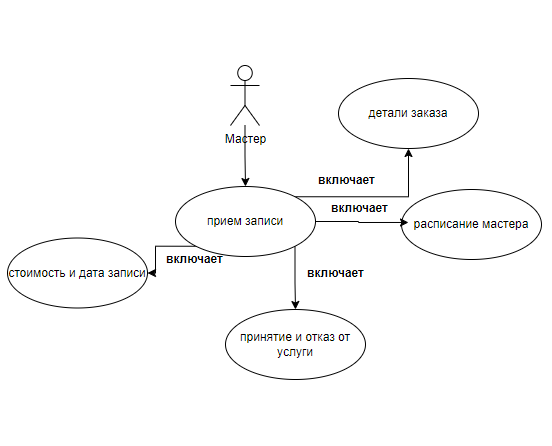 Мастер
детали заказа
включает
включает
прием записи
расписание мастера
включает
стоимость и дата записи
включает
принятие и отказ от
услуги